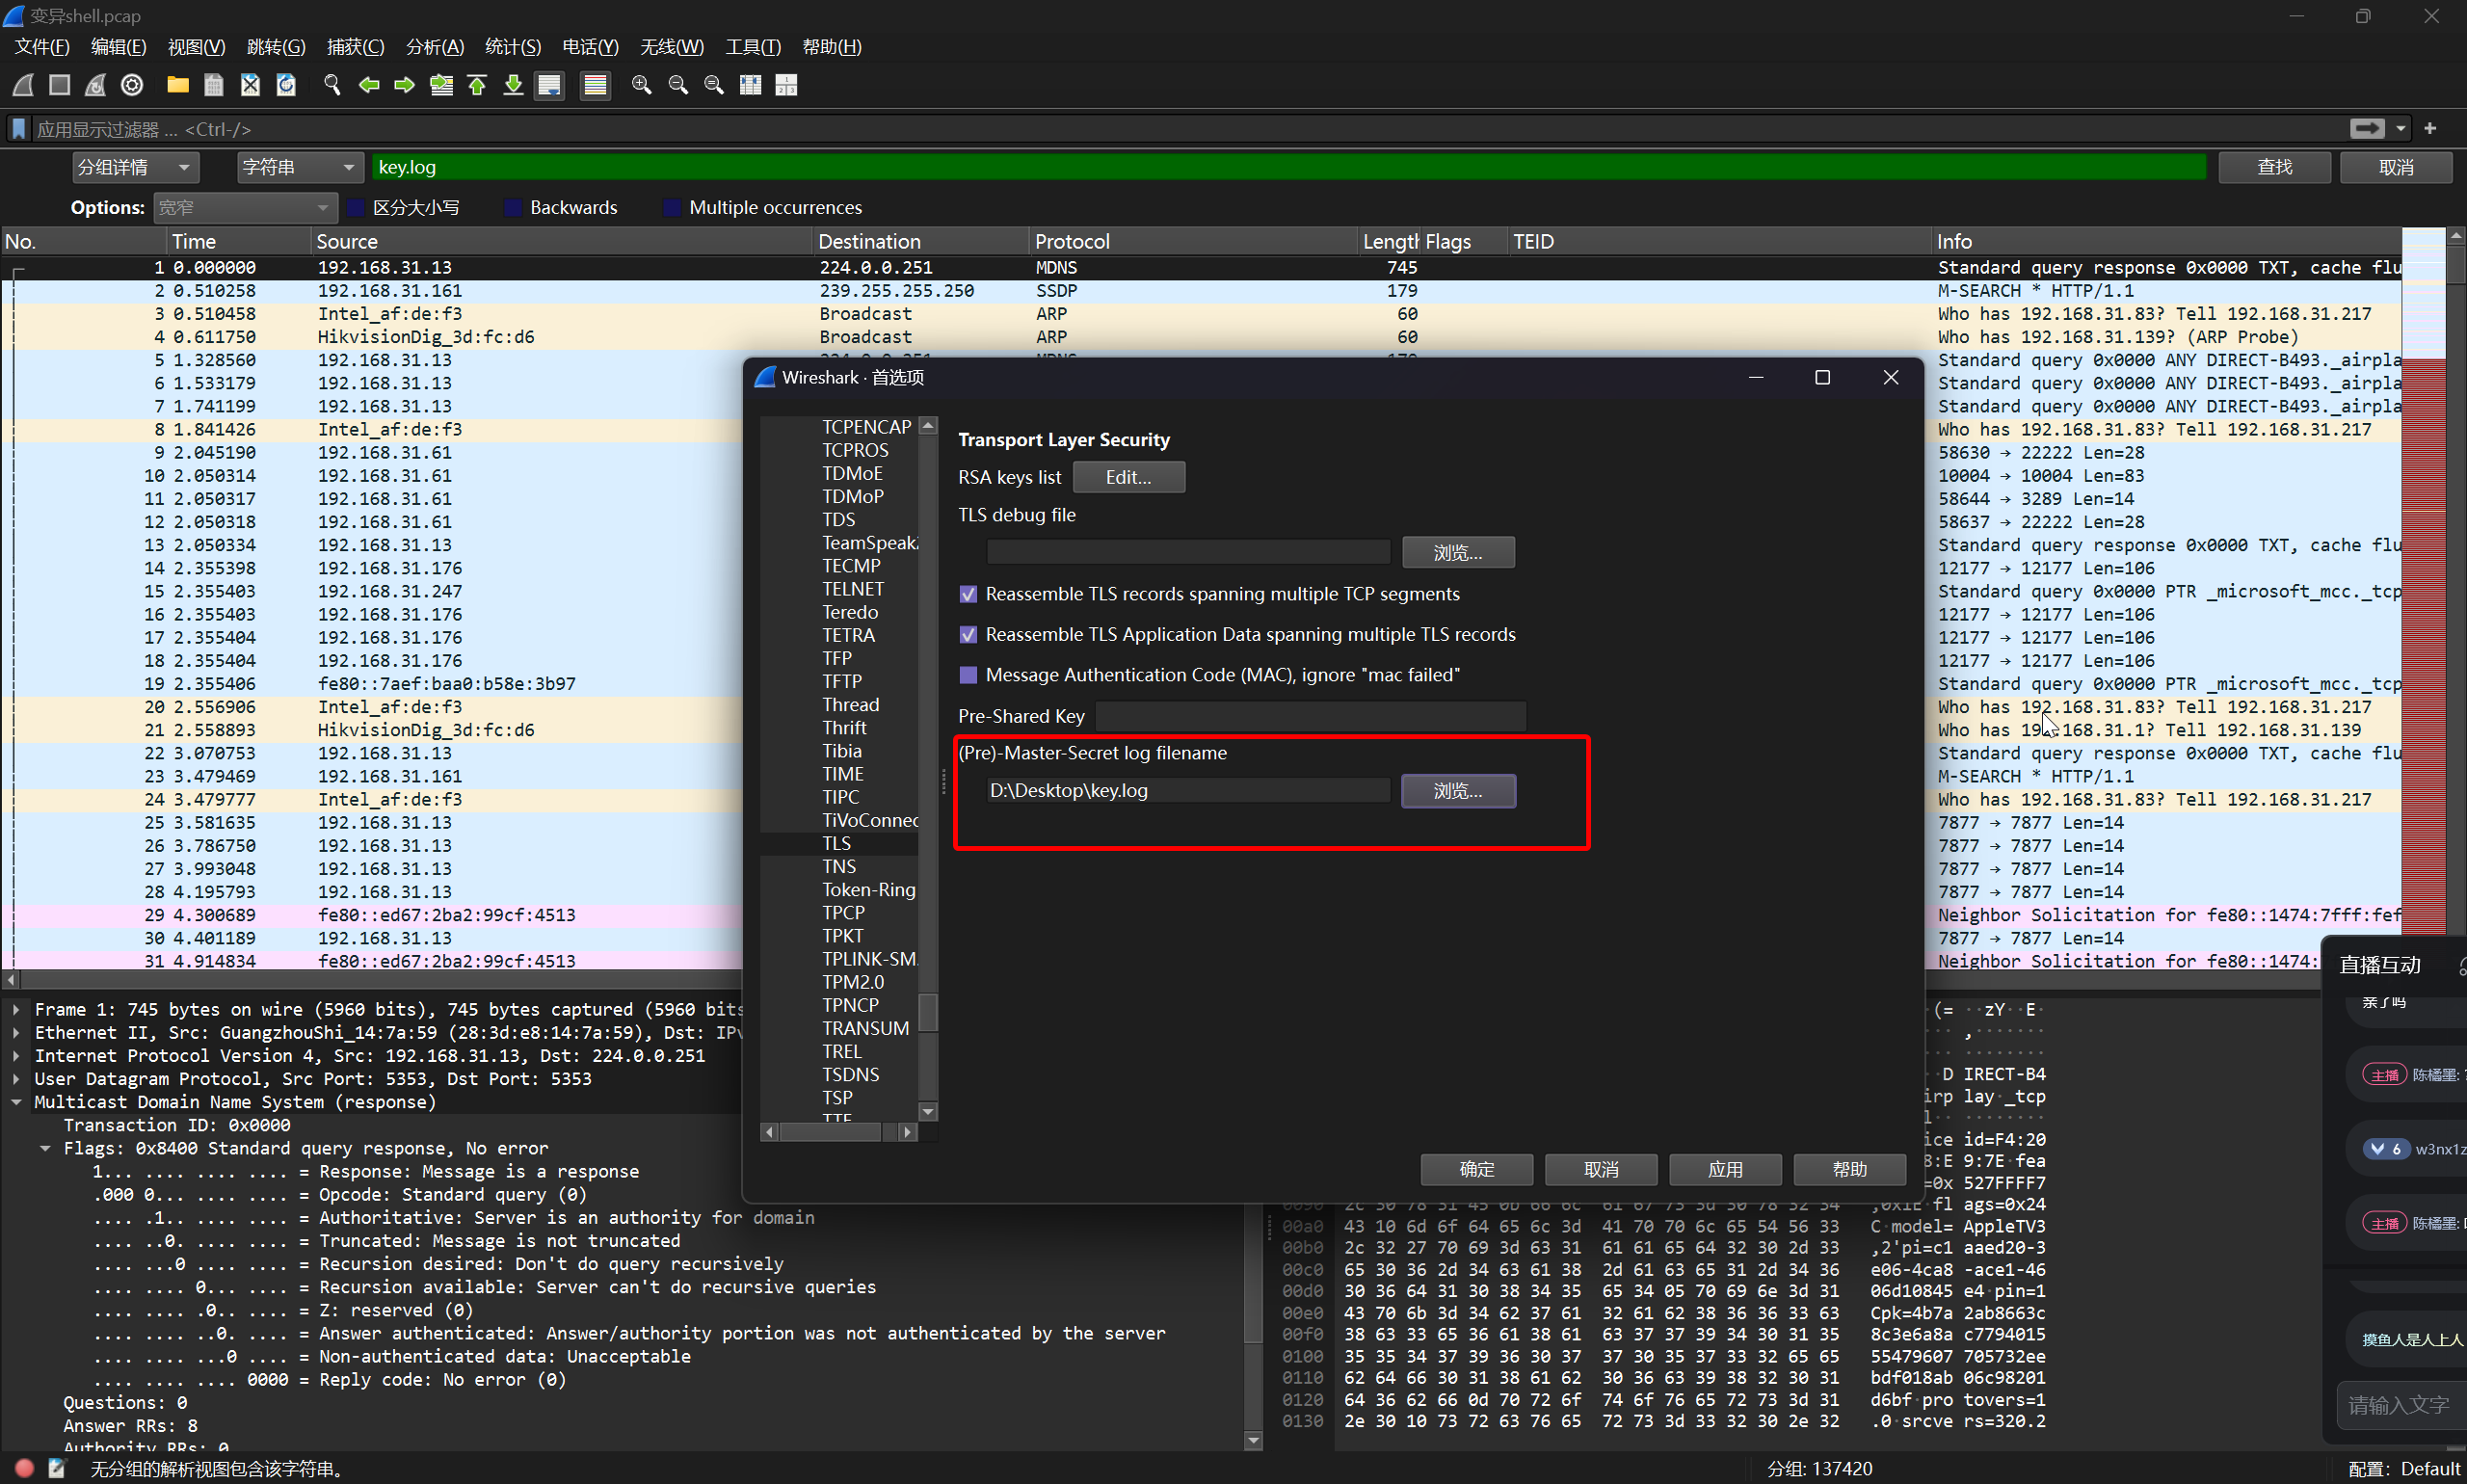 变异shell.pcap
文件(F) 编辑(E) 视图(V) 跳转(G) 捕获(C) 分析(A) 统计(S) 电话(Y) 无线(W) 工具(T) 帮助(H)
应用显示过滤器 … <Ctrl-/>
分组详情 字符串 key.log 查找 取消
Options: 宽窄 区分大小写 Backwards Multiple occurrences
No. Time Source Destination Protocol Length Flags TEID Info
1 0.000000 192.168.31.13 224.0.0.251 MDNS 745 Standard query response 0x0000 TXT, cache flu
2 0.510258 192.168.31.161 239.255.255.250 SSDP 179 M-SEARCH * HTTP/1.1
3 0.510458 Intel_af:de:f3 Broadcast ARP 60 Who has 192.168.31.83? Tell 192.168.31.217
4 0.611750 HikvisionDig_3d:fc:d6 Broadcast ARP 60 Who has 192.168.31.139? (ARP Probe)
5 1.328560 192.168.31.13 Standard query 0x0000 ANY DIRECT-B493._airpla
6 1.533179 192.168.31.13 Standard query 0x0000 ANY DIRECT-B493._airpla
7 1.741199 192.168.31.13 Standard query 0x0000 ANY DIRECT-B493._airpla
8 1.841426 Intel_af:de:f3 Who has 192.168.31.83? Tell 192.168.31.217
9 2.045190 192.168.31.61 58630 → 22222 Len=28
10 2.050314 192.168.31.61 10004 → 10004 Len=83
11 2.050317 192.168.31.61 58644 → 3289 Len=14
12 2.050318 192.168.31.61 58637 → 22222 Len=28
13 2.050334 192.168.31.13 Standard query response 0x0000 TXT, cache flu
14 2.355398 192.168.31.176 12177 → 12177 Len=106
15 2.355403 192.168.31.247 Standard query 0x0000 PTR _microsoft_mcc._tcp
16 2.355403 192.168.31.176 12177 → 12177 Len=106
17 2.355404 192.168.31.176 12177 → 12177 Len=106
18 2.355404 192.168.31.176 12177 → 12177 Len=106
19 2.355406 fe80::7aef:baa0:b58e:3b97 Standard query 0x0000 PTR _microsoft_mcc._tcp
20 2.556906 Intel_af:de:f3 Who has 192.168.31.83? Tell 192.168.31.217
21 2.558893 HikvisionDig_3d:fc:d6 Who has 192.168.31.1? Tell 192.168.31.139
22 3.070753 192.168.31.13 Standard query response 0x0000 TXT, cache flu
23 3.479469 192.168.31.161 M-SEARCH * HTTP/1.1
24 3.479777 Intel_af:de:f3 Who has 192.168.31.83? Tell 192.168.31.217
25 3.581635 192.168.31.13 7877 → 7877 Len=14
26 3.786750 192.168.31.13 7877 → 7877 Len=14
27 3.993048 192.168.31.13 7877 → 7877 Len=14
28 4.195793 192.168.31.13 7877 → 7877 Len=14
29 4.300689 fe80::ed67:2ba2:99cf:4513 Neighbor Solicitation for fe80::1474:7fff:fef
30 4.401189 192.168.31.13 7877 → 7877 Len=14
31 4.914834 fe80::ed67:2ba2:99cf:4513 Neighbor Solicitation for fe80::1474:
Wireshark · 首选项
TCPENCAP
TCPROS
TDMoE
TDMoP
TDS
TeamSpeak
TECMP
TELNET
Teredo
TETRA
TFP
TFTP
Thread
Thrift
Tibia
TIME
TIPC
TiVoConnec
TLS
TNS
Token-Ring
TPCP
TPKT
TPLINK-SM
TPM2.0
TPNCP
TRANSUM
TREL
TSDNS
TSP
TTE
Transport Layer Security
RSA keys list Edit...
TLS debug file
浏览...
Reassemble TLS records spanning multiple TCP segments
Reassemble TLS Application Data spanning multiple TLS records
Message Authentication Code (MAC), ignore "mac failed"
Pre-Shared Key
(Pre)-Master-Secret log filename
D:\Desktop\key.log 浏览...
确定 取消 应用 帮助
Frame 1: 745 bytes on wire (5960 bits), 745 bytes captured (5960 bits
Ethernet II, Src: GuangzhouShi_14:7a:59 (28:3d:e8:14:7a:59), Dst: IPv
Internet Protocol Version 4, Src: 192.168.31.13, Dst: 224.0.0.251
User Datagram Protocol, Src Port: 5353, Dst Port: 5353
Multicast Domain Name System (response)
Transaction ID: 0x0000
Flags: 0x8400 Standard query response, No error
1... .... .... .... = Response: Message is a response
.000 0... .... .... = Opcode: Standard query (0)
.... .1.. .... .... = Authoritative: Server is an authority for domain
.... ..0. .... .... = Truncated: Message is not truncated
.... ...0 .... .... = Recursion desired: Don't do query recursively
.... .... 0... .... = Recursion available: Server can't do recursive queries
.... .... .0.. .... = Z: reserved (0)
.... .... ..0. .... = Answer authenticated: Answer/authority portion was not authenticated by the server
.... .... ...0 .... = Non-authenticated data: Unacceptable
.... .... .... 0000 = Reply code: No error (0)
Questions: 0
Answer RRs: 8
Authority RRs: 0
·(= ··zY··E·
··· ,·······
··· ········
··D IRECT-B4
irp lay·_tcp
l·· ········
ice id=F4:20
8:E 9:7E·fea
=0x 527FFFF7
0090 2c 30 78 31 45 0b 66 6c 61 67 73 3d 30 78 32 34 ,0x1E·fl ags=0x24
00a0 43 10 6d 6f 64 65 6c 3d 41 70 70 6c 65 54 56 33 C·model= AppleTV3
00b0 2c 32 27 70 69 3d 63 31 61 61 65 64 32 30 2d 33 ,2'pi=c1 aaed20-3
00c0 65 30 36 2d 34 63 61 38 2d 61 63 65 31 2d 34 36 e06-4ca8 -ace1-46
00d0 30 36 64 31 30 38 34 35 65 34 05 70 69 6e 3d 31 06d10845 e4·pin=1
00e0 43 70 6b 3d 34 62 37 61 32 61 62 38 36 36 33 63 Cpk=4b7a 2ab8663c
00f0 38 63 33 65 36 61 38 61 63 37 37 39 34 30 31 35 8c3e6a8a c7794015
0100 35 35 34 37 39 36 30 37 37 30 35 37 33 32 65 65 55479607 705732ee
0110 62 64 66 30 31 38 61 62 30 36 63 39 38 32 30 31 bdf018ab 06c98201
0120 64 36 62 66 0d 70 72 6f 74 6f 76 65 72 73 3d 31 d6bf·pro tovers=1
0130 2e 30 10 73 72 63 76 65 72 73 3d 33 32 30 2e 32 .0·srcve rs=320.2
直播互动
亲了吗
主播 陈橘墨:
6 w3nx1z
主播 陈橘墨:
摸鱼人是人上人
请输入文字
无分组的解析视图包含该字符串。 分组: 137420 配置: Default